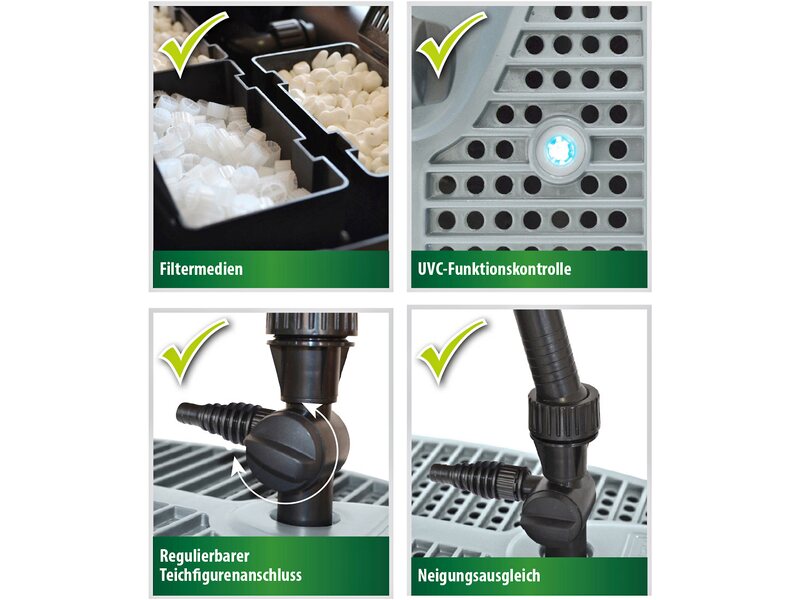 Filtermedien
UVC-Funktionskontrolle
Regulierbarer
Teichfigurenanschluss
Neigungsausgleich